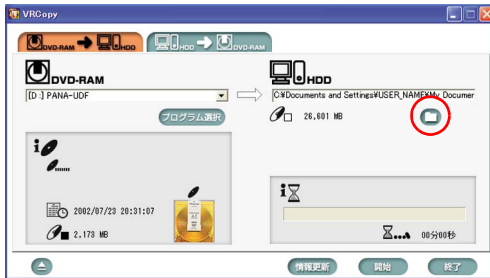 VRCopy
DVD-RAM HDD
HDD DVD-RAM
DVD-RAM
HDD
[D:] PANA-UDF
C:¥Documents and Settings¥USER_NAME¥My Documer
プログラム選択
26,601 MB
2002/07/23 20:31:07
2,173 MB
00分00秒
情報更新
開始
終了